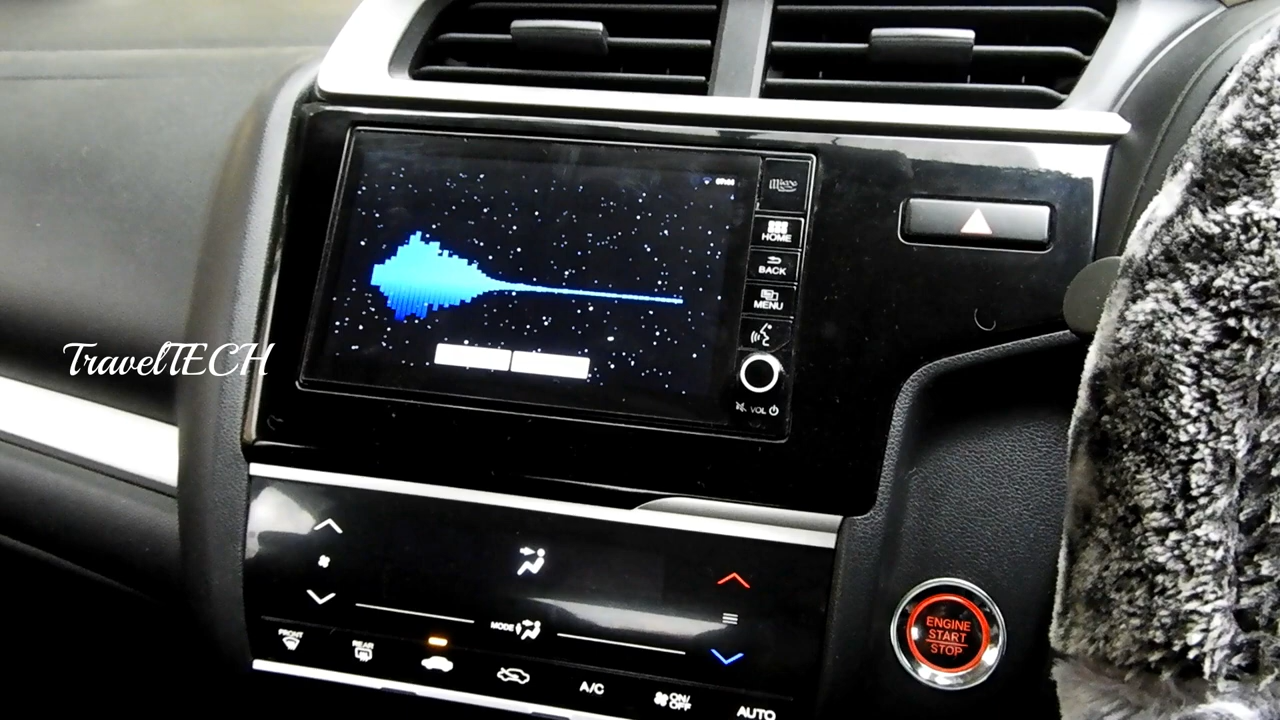 HOME
BACK
MENU
VOL
TravelTECH
ENGINE
START
STOP
MODE
FRONT
REAR
A/C
ON/
OFF
AUTO